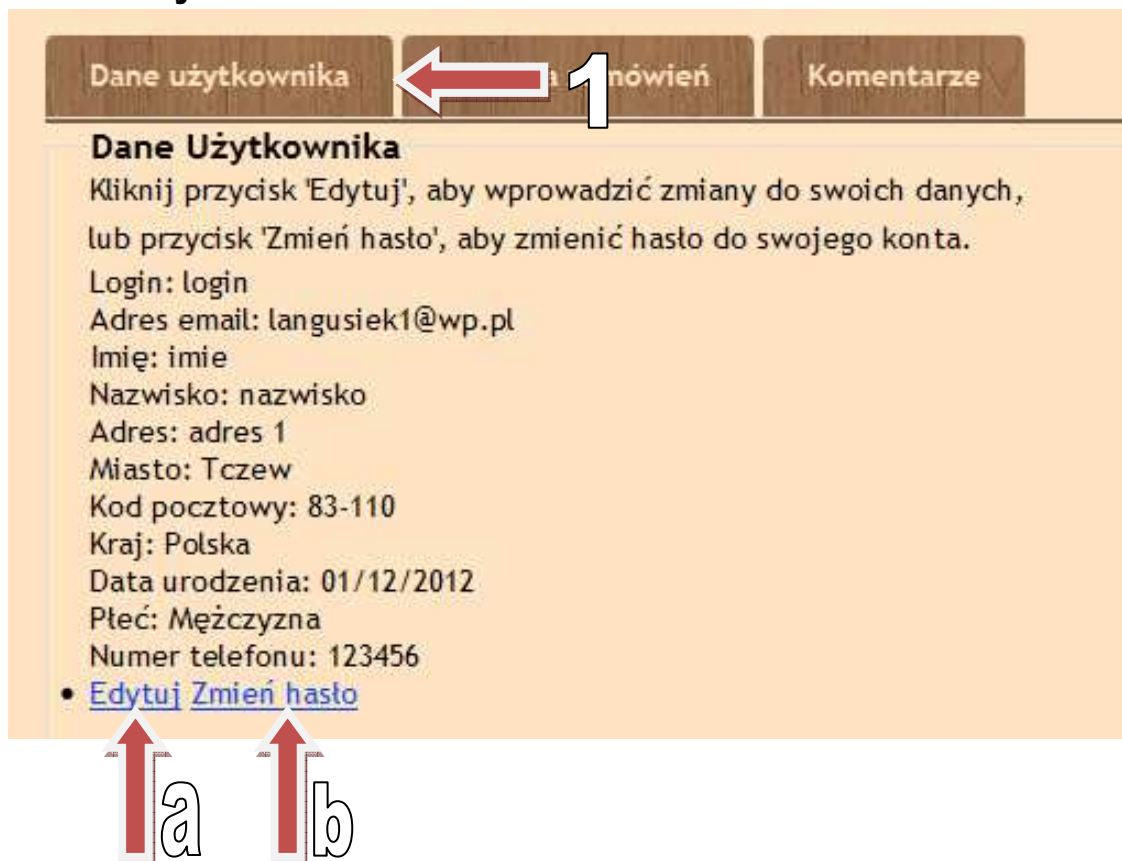 Dane użytkownika
1
Komentarze
Dane Użytkownika
Kliknij przycisk 'Edytuj', aby wprowadzić zmiany do swoich danych,
lub przycisk 'Zmień hasło', aby zmienić hasło do swojego konta.
Login: login
Adres email: langusiek1@wp.pl
Imię: imie
Nazwisko: nazwisko
Adres: adres 1
Miasto: Tczew
Kod pocztowy: 83-110
Kraj: Polska
Data urodzenia: 01/12/2012
Płeć: Mężczyzna
Numer telefonu: 123456
• Edytuj Zmień hasło
a b